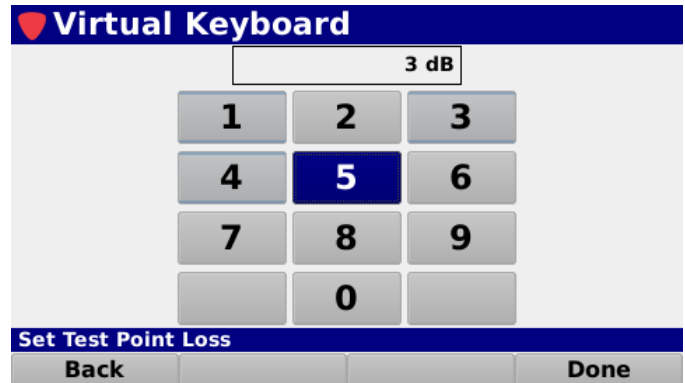 Virtual Keyboard
3 dB
1 2 3
4 5 6
7 8 9
0
Set Test Point Loss
Back Done